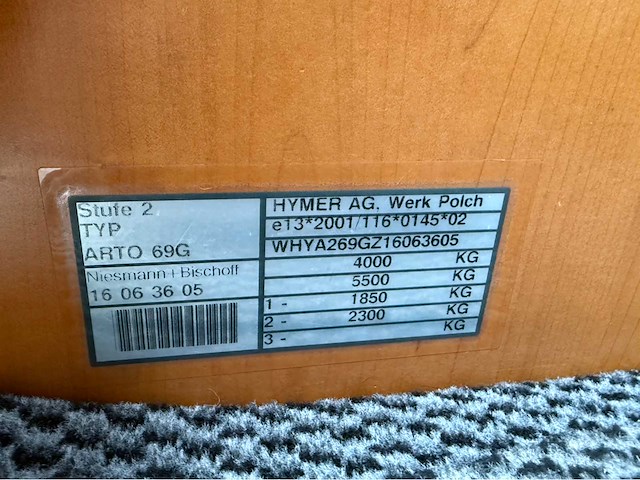 Stufe 2
TYP
ARTO 69G
Niesmann+Bischoff
16 06 36 05
HYMER AG. Werk Polch
e13*2001/116*0145*02
WHYA269GZ16063605
4000 KG
5500 KG
1 - 1850 KG
2 - 2300 KG
3 -